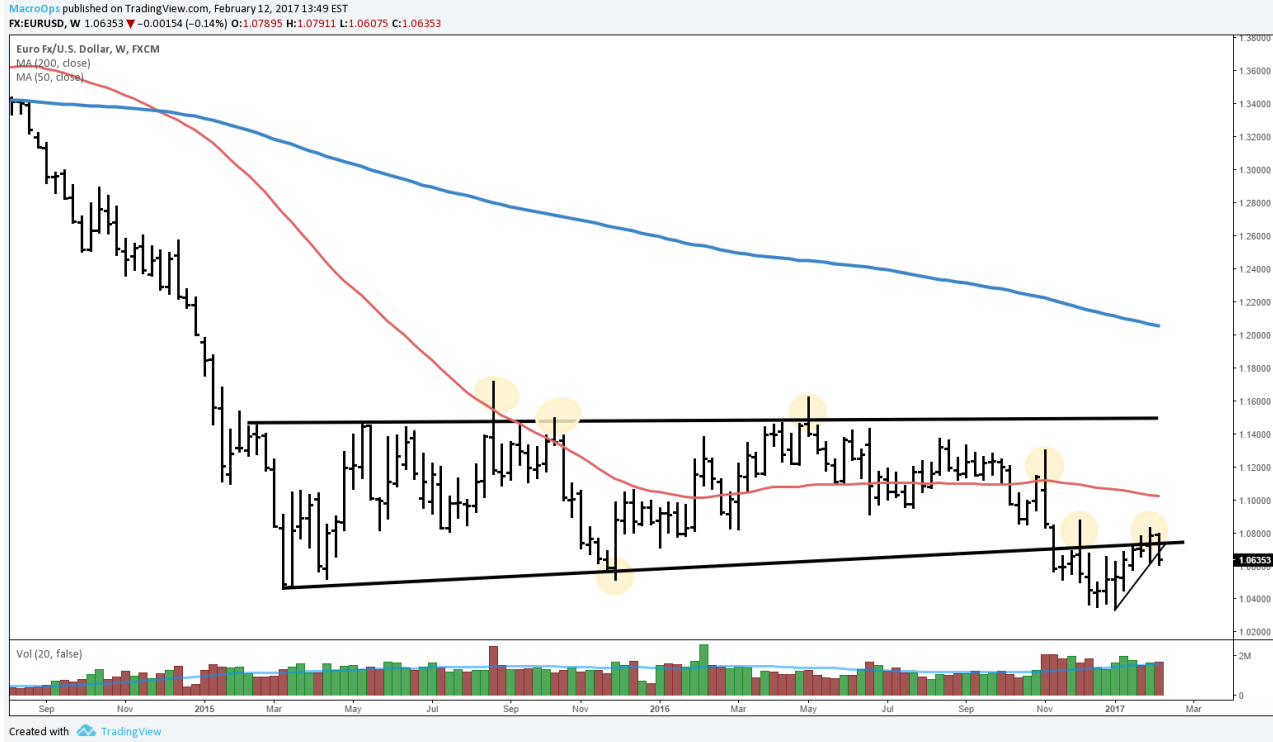 MacroOps published on TradingView.com, February 12, 2017 13:49 EST
FX:EURUSD, W 1.06353 ▼ −0.00154 (−0.14%) O:1.07895 H:1.07911 L:1.06075 C:1.06353
Euro Fx/U.S. Dollar, W, FXCM
MA (200, close)
MA (50, close)
1.38000
1.36000
1.34000
1.32000
1.30000
1.28000
1.26000
1.24000
1.22000
1.20000
1.18000
1.16000
1.14000
1.12000
1.10000
1.08000
1.06353
1.04000
1.02000
Vol (20, false)
2M
0
Sep Nov 2015 Mar May Jul Sep Nov 2016 Mar May Jul Sep Nov 2017 Mar
Created with TradingView